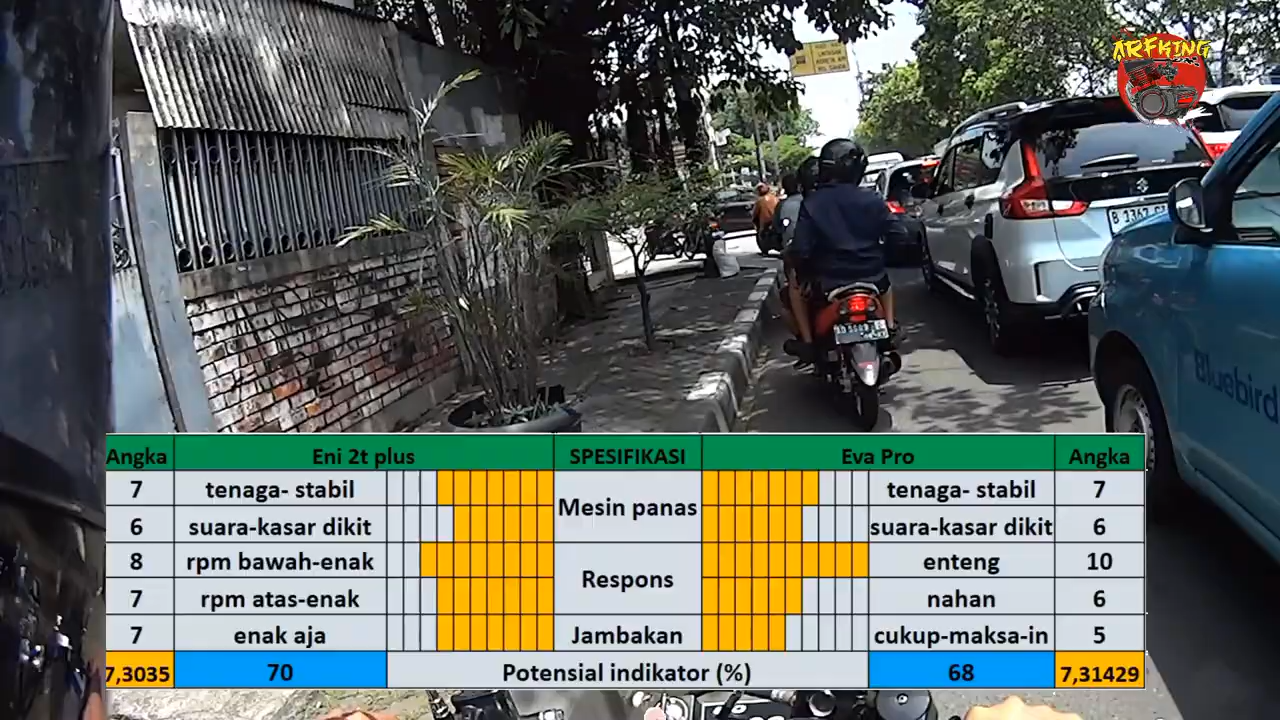 ARFKING
B 1367
Bluebird
Angka Eni 2t plus SPESIFIKASI Eva Pro Angka
7 tenaga- stabil Mesin panas tenaga- stabil 7
6 suara-kasar dikit suara-kasar dikit 6
8 rpm bawah-enak Respons enteng 10
7 rpm atas-enak nahan 6
7 enak aja Jambakan cukup-maksa-in 5
7,3035 70 Potensial indikator (%) 68 7,31429